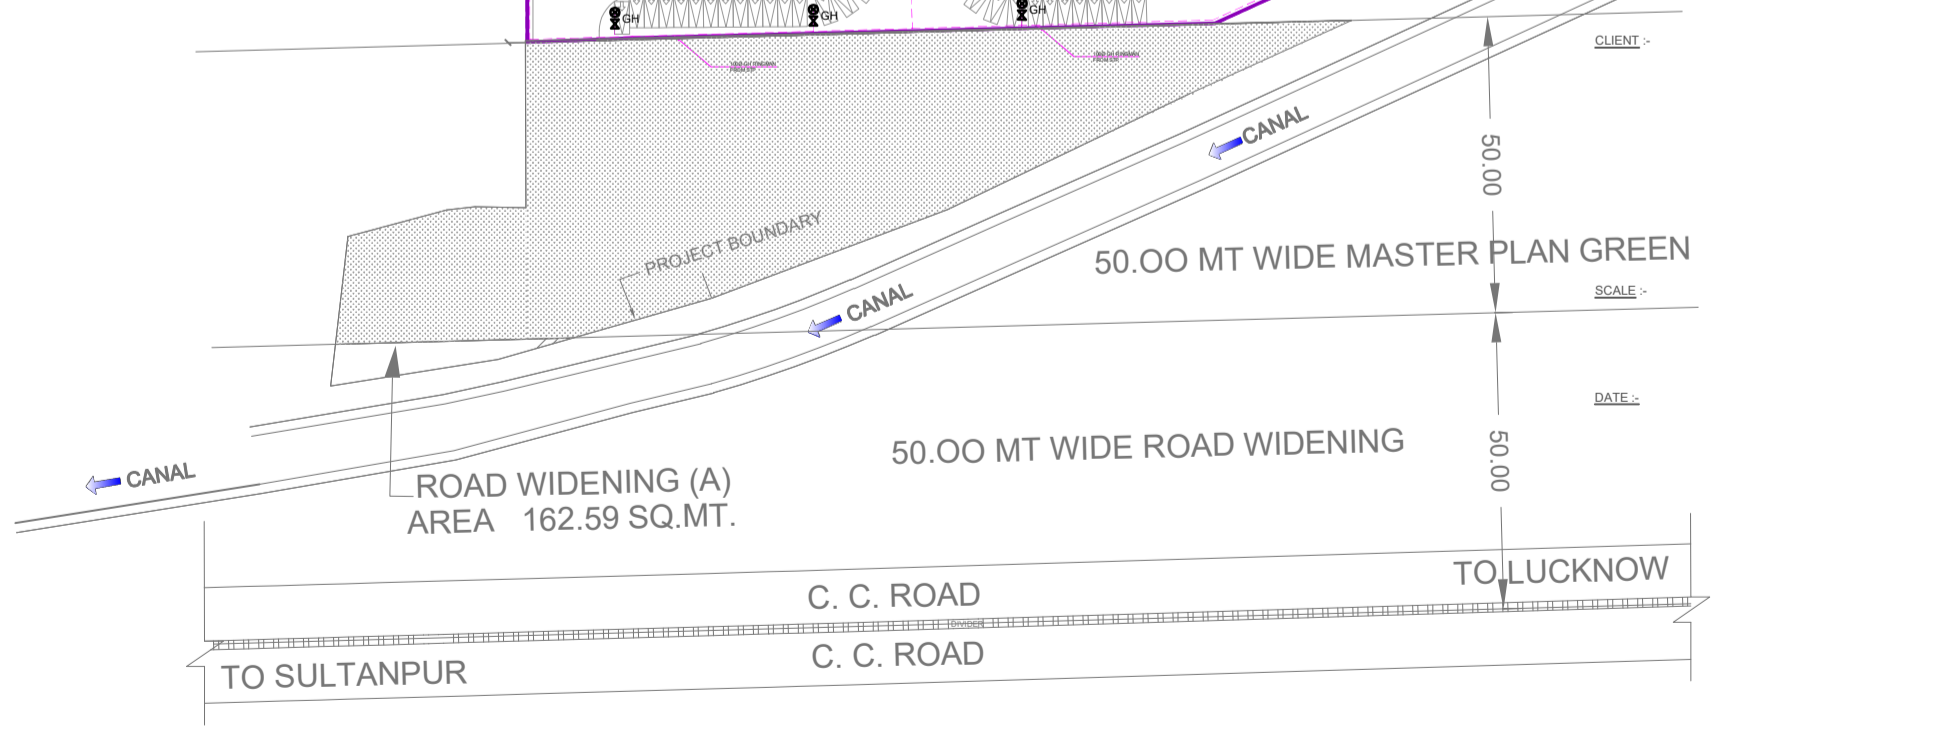 GH
GH
GH
CLIENT :-
CANAL
50.00
PROJECT BOUNDARY
50.OO MT WIDE MASTER PLAN GREEN
CANAL
SCALE :-
DATE :-
50.OO MT WIDE ROAD WIDENING
50.00
CANAL
ROAD WIDENING (A)
AREA 162.59 SQ.MT.
C. C. ROAD
TO LUCKNOW
DIVIDER
C. C. ROAD
TO SULTANPUR